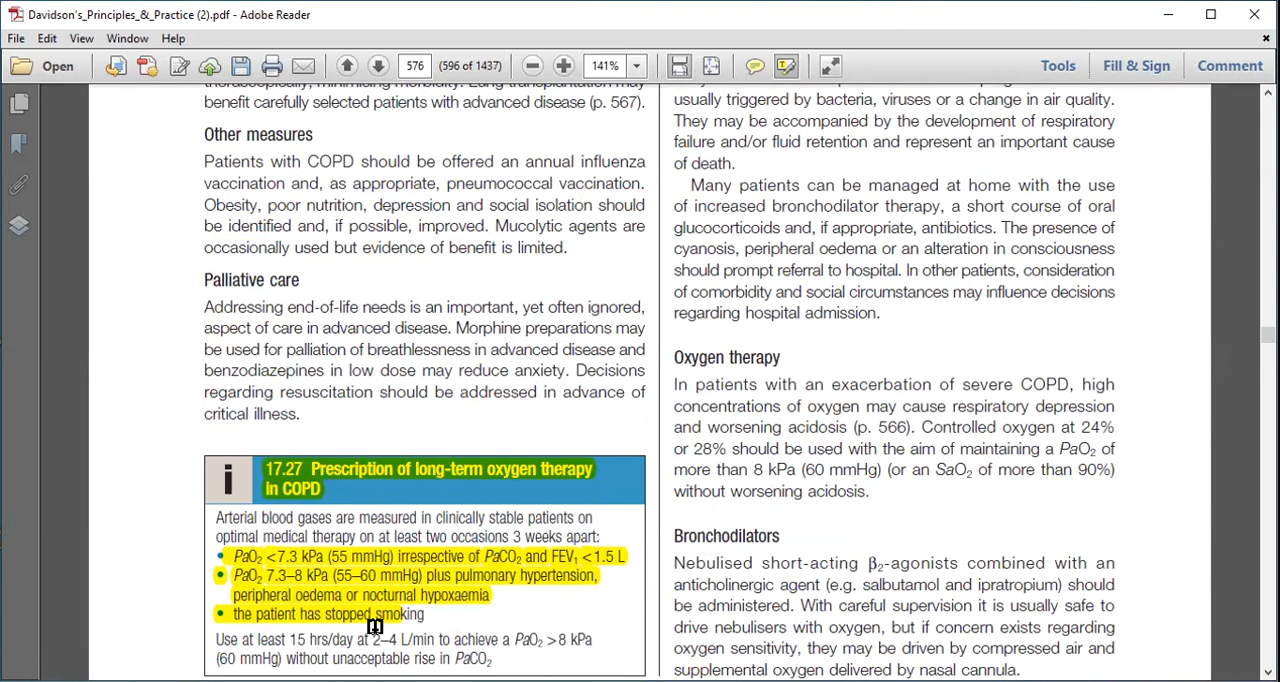 Davidson's_Principles_&_Practice (2).pdf - Adobe Reader
File Edit View Window Help
Open 576 (596 of 1437) 141% Tools Fill & Sign Comment
benefit carefully selected patients with advanced disease (p. 567).
Other measures
Patients with COPD should be offered an annual influenza
vaccination and, as appropriate, pneumococcal vaccination.
Obesity, poor nutrition, depression and social isolation should
be identified and, if possible, improved. Mucolytic agents are
occasionally used but evidence of benefit is limited.
Palliative care
Addressing end-of-life needs is an important, yet often ignored,
aspect of care in advanced disease. Morphine preparations may
be used for palliation of breathlessness in advanced disease and
benzodiazepines in low dose may reduce anxiety. Decisions
regarding resuscitation should be addressed in advance of
critical illness.
i 17.27 Prescription of long-term oxygen therapy
in COPD
Arterial blood gases are measured in clinically stable patients on
optimal medical therapy on at least two occasions 3 weeks apart:
• PaO₂ <7.3 kPa (55 mmHg) irrespective of PaCO₂ and FEV₁ <1.5 L
• PaO₂ 7.3–8 kPa (55–60 mmHg) plus pulmonary hypertension,
peripheral oedema or nocturnal hypoxaemia
• the patient has stopped smoking
Use at least 15 hrs/day at 2–4 L/min to achieve a PaO₂ >8 kPa
(60 mmHg) without unacceptable rise in PaCO₂
usually triggered by bacteria, viruses or a change in air quality.
They may be accompanied by the development of respiratory
failure and/or fluid retention and represent an important cause
of death.
Many patients can be managed at home with the use
of increased bronchodilator therapy, a short course of oral
glucocorticoids and, if appropriate, antibiotics. The presence of
cyanosis, peripheral oedema or an alteration in consciousness
should prompt referral to hospital. In other patients, consideration
of comorbidity and social circumstances may influence decisions
regarding hospital admission.
Oxygen therapy
In patients with an exacerbation of severe COPD, high
concentrations of oxygen may cause respiratory depression
and worsening acidosis (p. 566). Controlled oxygen at 24%
or 28% should be used with the aim of maintaining a PaO₂ of
more than 8 kPa (60 mmHg) (or an SaO₂ of more than 90%)
without worsening acidosis.
Bronchodilators
Nebulised short-acting β₂-agonists combined with an
anticholinergic agent (e.g. salbutamol and ipratropium) should
be administered. With careful supervision it is usually safe to
drive nebulisers with oxygen, but if concern exists regarding
oxygen sensitivity, they may be driven by compressed air and
supplemental oxygen delivered by nasal cannula.